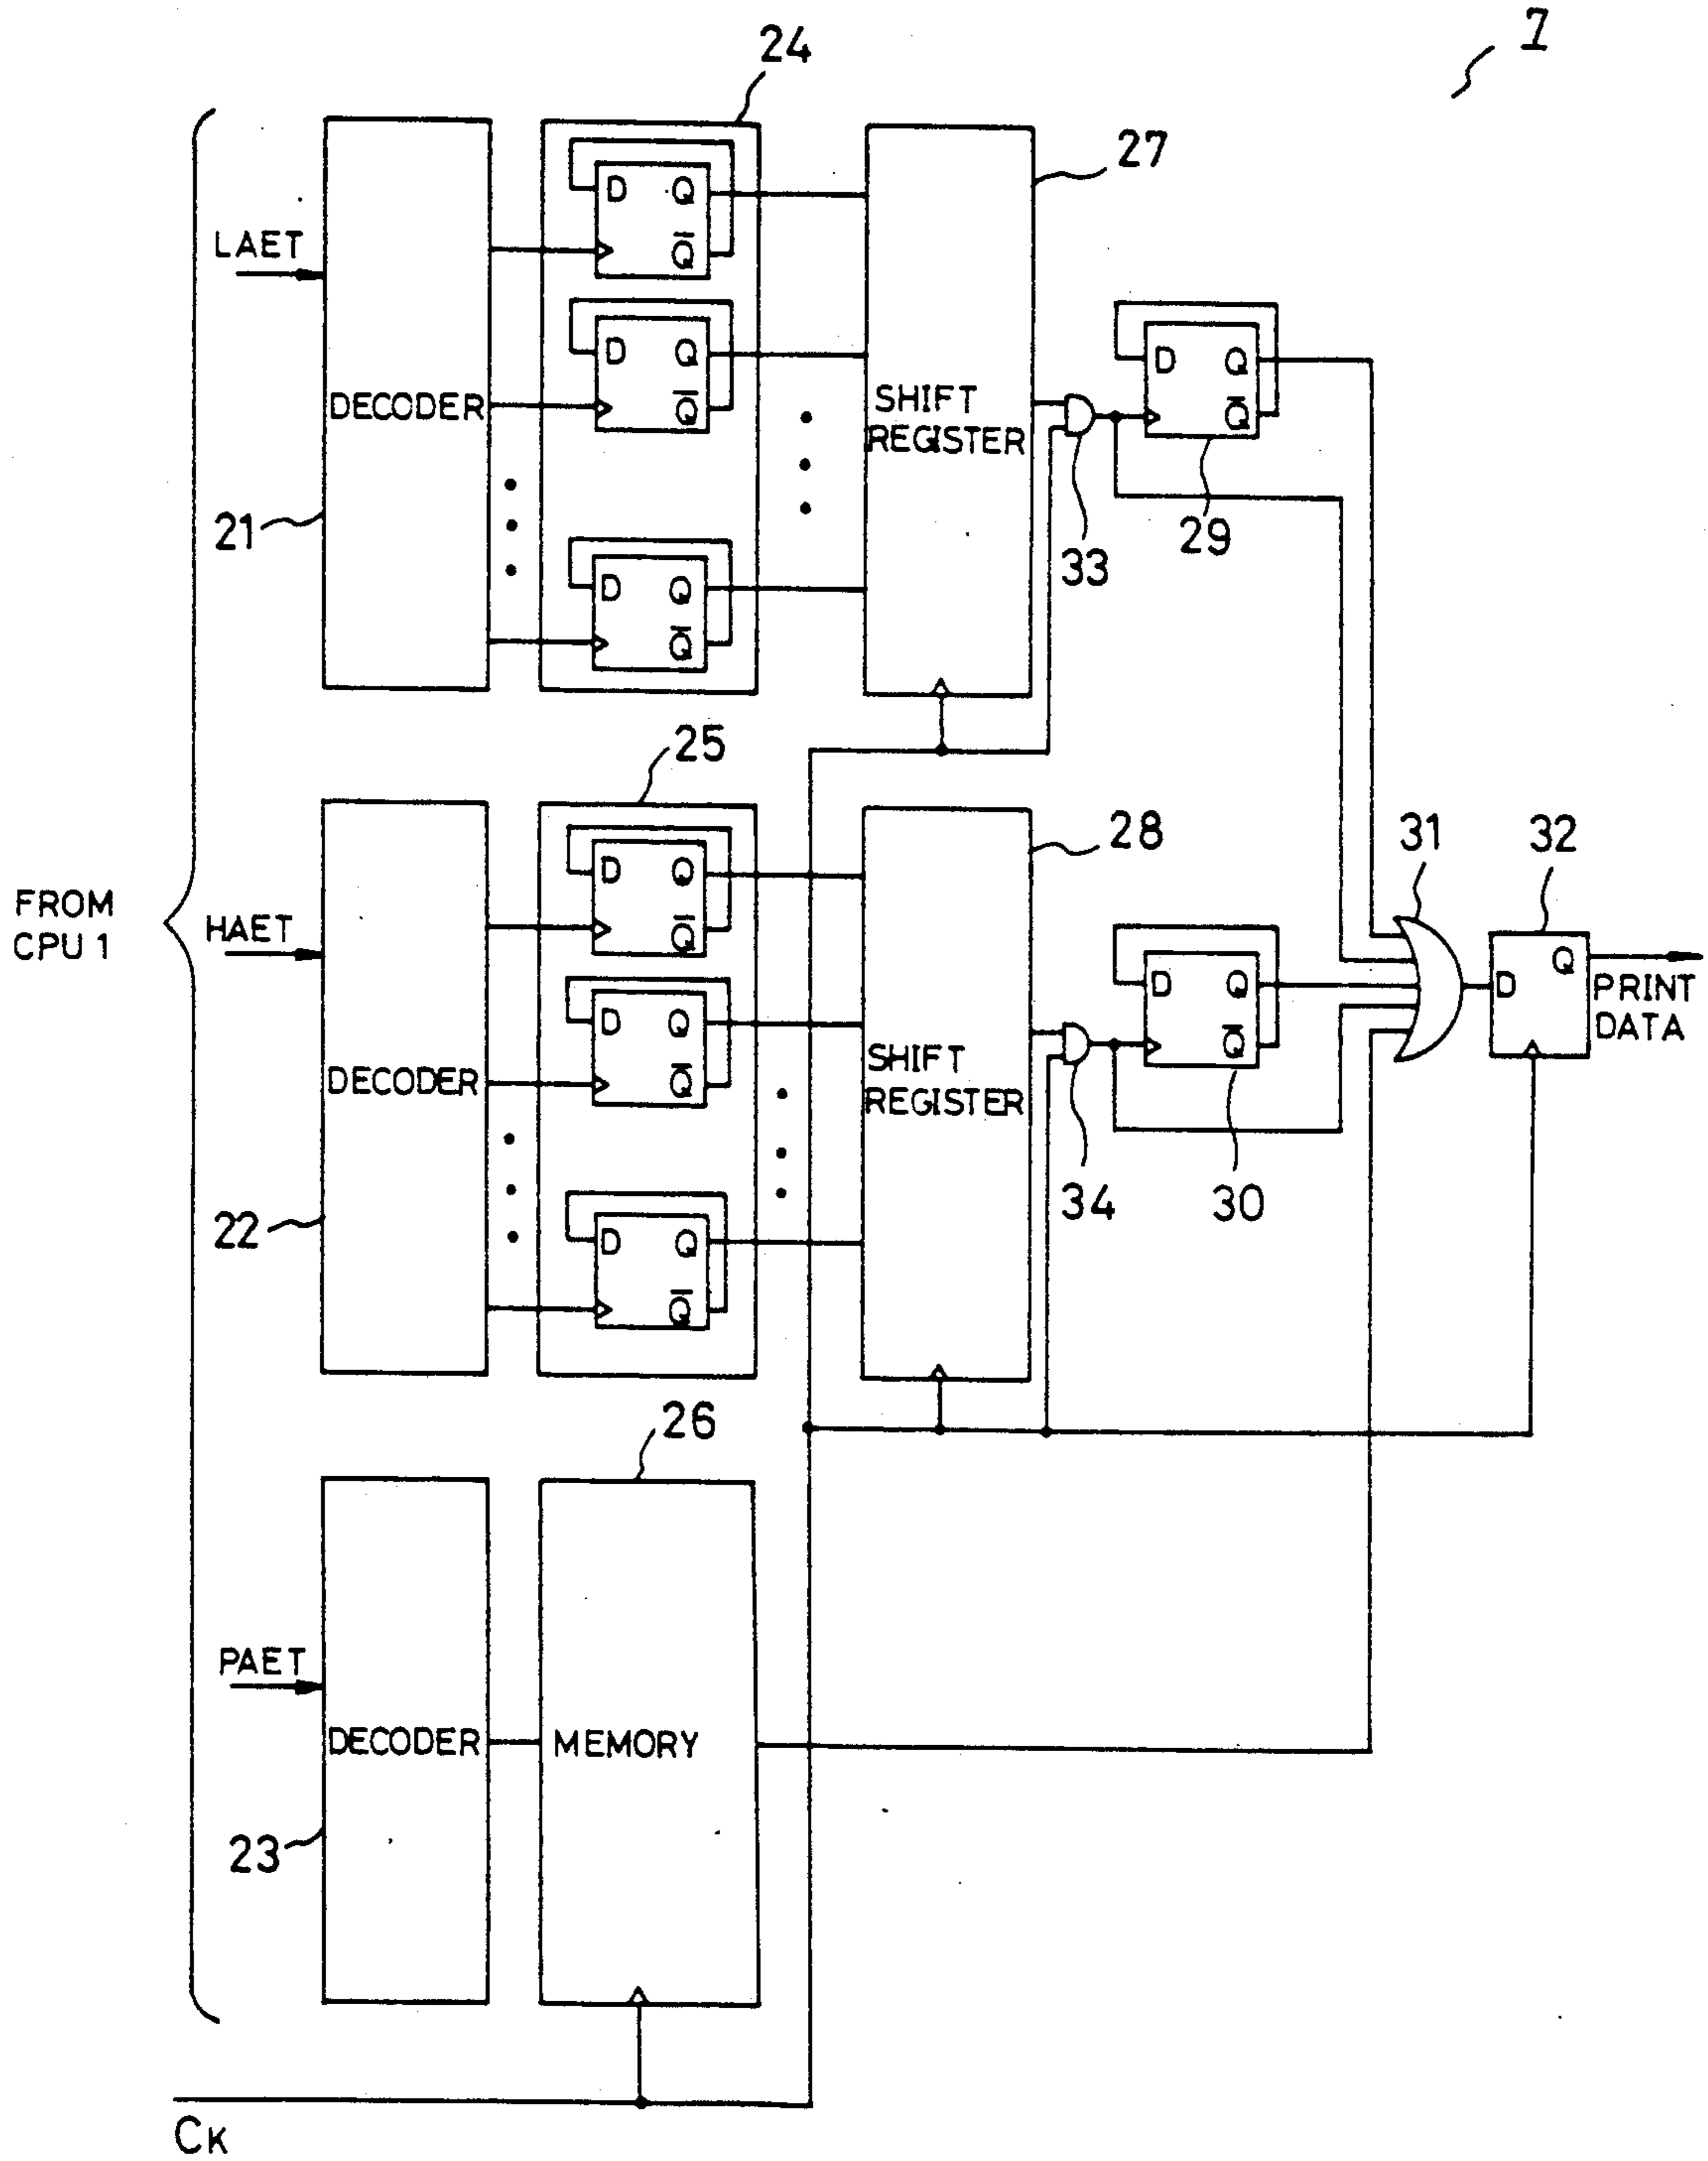 7
24
27
D Q
Q̅
LAET
D Q
Q̅
DECODER
SHIFT
REGISTER
D Q
Q̅
21
33
29
D Q
Q̅
25
28
31
32
FROM
CPU 1
HAET
D Q
Q̅
D Q
Q̅
D Q
PRINT
DATA
D Q
Q̅
DECODER
SHIFT
REGISTER
34
30
22
D Q
Q̅
26
PAET
DECODER
MEMORY
23
CK